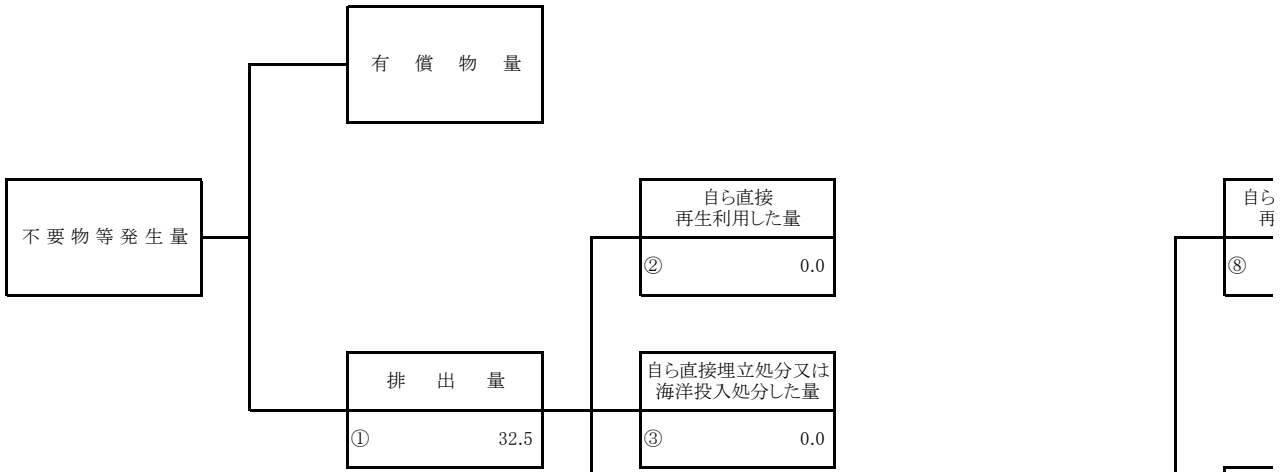 有償物量
自ら直接
再生利用した量
自ら
再
不要物等発生量
② 0.0
⑧
排出量
自ら直接埋立処分又は
海洋投入処分した量
① 32.5
③ 0.0